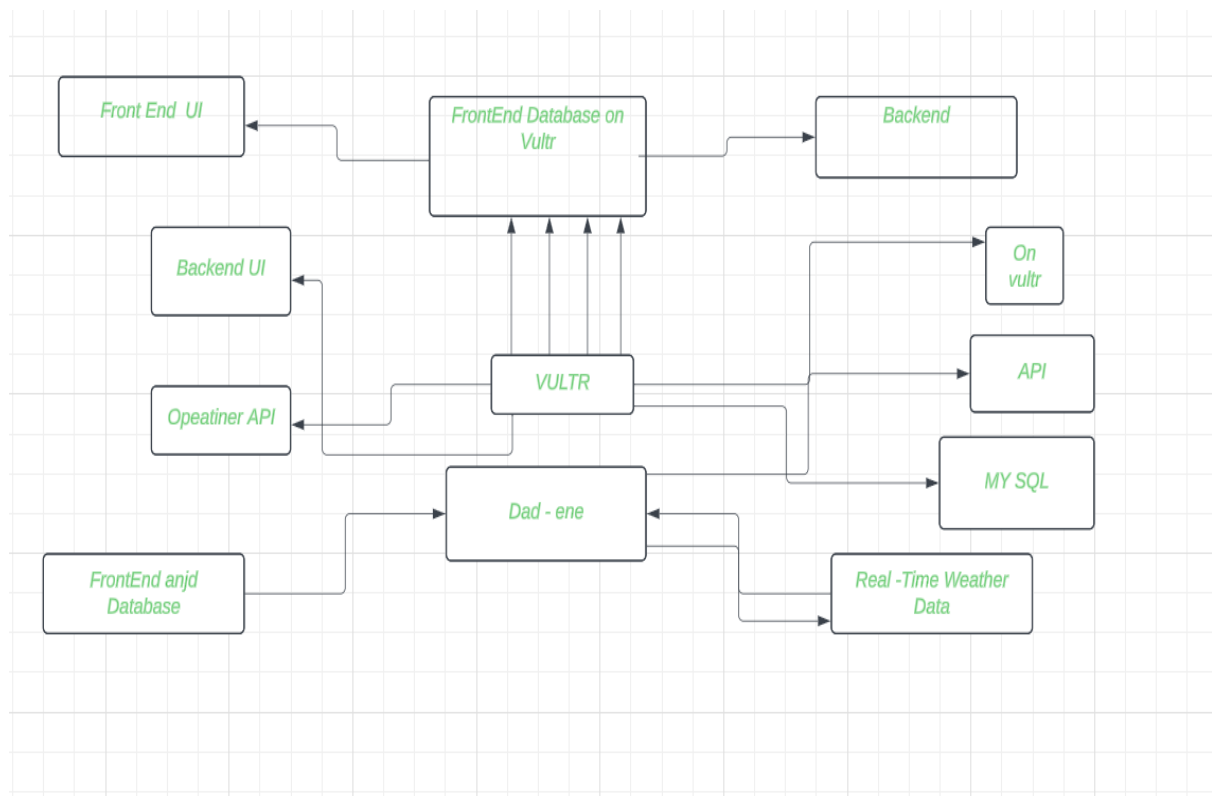 Front End UI
FrontEnd Database on
Vultr
Backend
Backend UI
On
vultr
VULTR
API
Opeatiner API
MY SQL
Dad - ene
FrontEnd anjd
Database
Real -Time Weather
Data